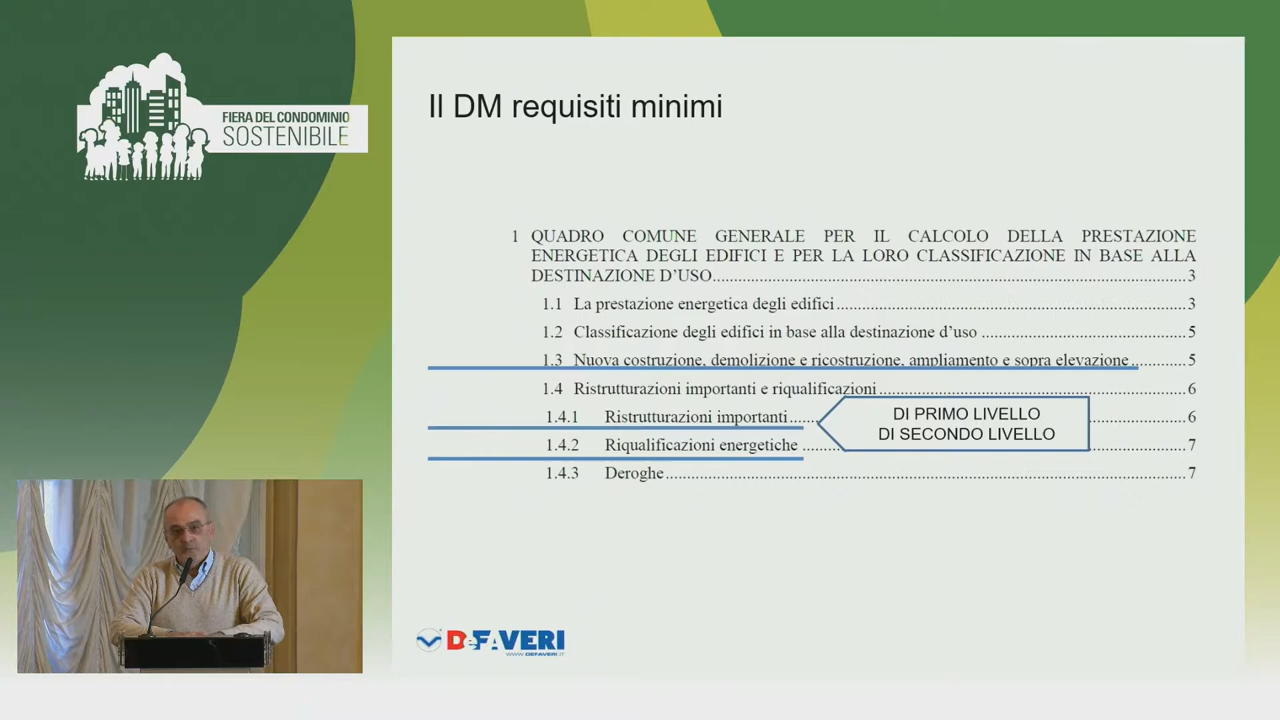 FIERA DEL CONDOMINIO
SOSTENIBILE
Il DM requisiti minimi
1 QUADRO COMUNE GENERALE PER IL CALCOLO DELLA PRESTAZIONE
ENERGETICA DEGLI EDIFICI E PER LA LORO CLASSIFICAZIONE IN BASE ALLA
DESTINAZIONE D'USO 3
1.1 La prestazione energetica degli edifici 3
1.2 Classificazione degli edifici in base alla destinazione d'uso 5
1.3 Nuova costruzione, demolizione e ricostruzione, ampliamento e sopra elevazione 5
1.4 Ristrutturazioni importanti e riqualificazioni 6
1.4.1 Ristrutturazioni importanti 6
DI PRIMO LIVELLO
DI SECONDO LIVELLO
1.4.2 Riqualificazioni energetiche 7
1.4.3 Deroghe 7
DeFAVERI
WWW.DEFAVERI.IT